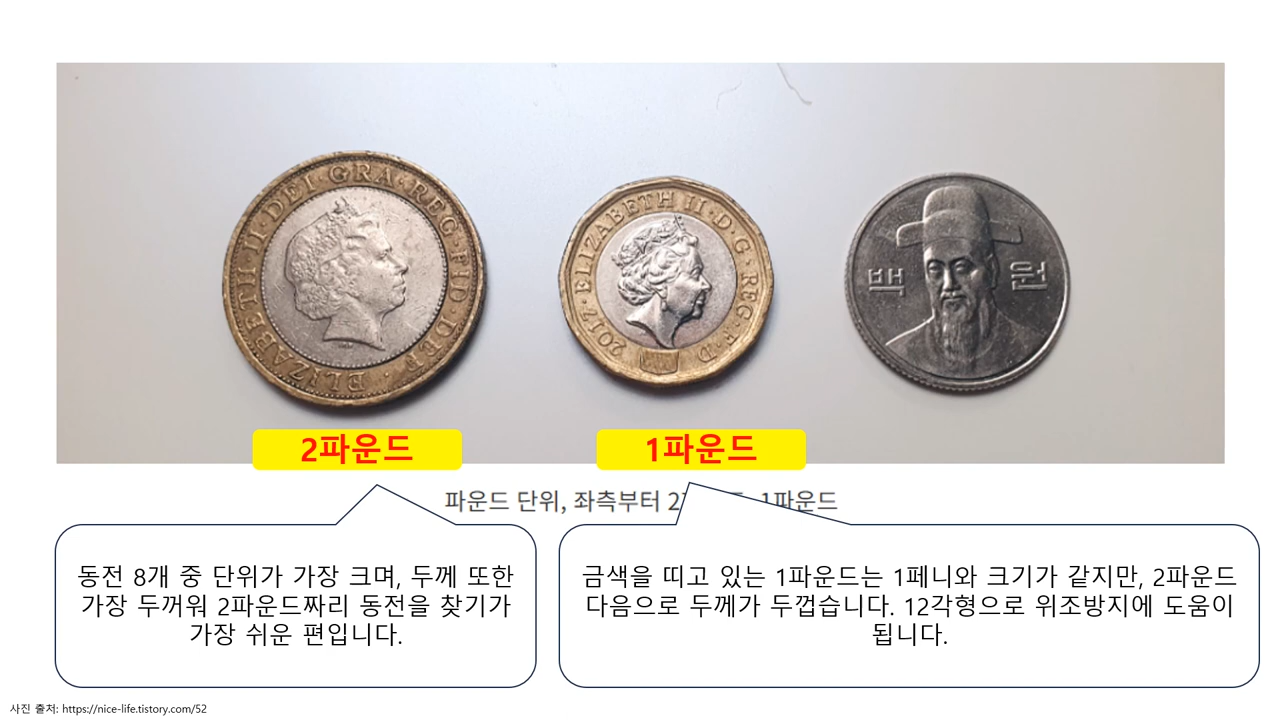 ELIZABETH II · DEI · GRA · REG · FID · DEF ·
2017 · ELIZABETH II · D · G · REG · F · D
백 원
2파운드
1파운드
파운드 단위, 좌측부터 2 1파운드
동전 8개 중 단위가 가장 크며, 두께 또한
가장 두꺼워 2파운드짜리 동전을 찾기가
가장 쉬운 편입니다.
금색을 띠고 있는 1파운드는 1페니와 크기가 같지만, 2파운드
다음으로 두께가 두껍습니다. 12각형으로 위조방지에 도움이
됩니다.
사진 출처: https://nice-life.tistory.com/52